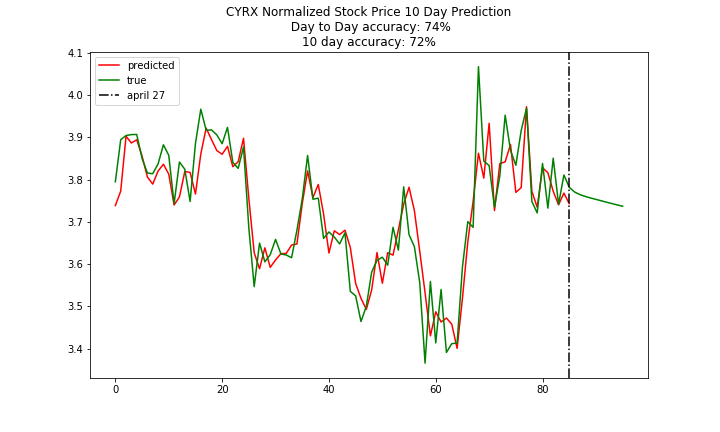 CYRX Normalized Stock Price 10 Day Prediction
Day to Day accuracy: 74%
10 day accuracy: 72%
predicted
true
april 27
4.1
4.0
3.9
3.8
3.7
3.6
3.5
3.4
0
20
40
60
80